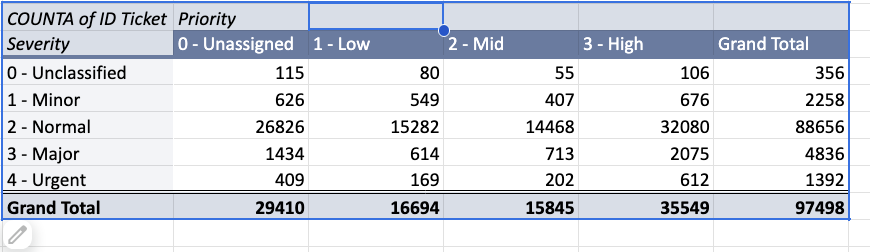 COUNTA of ID Ticket Priority
Severity 0 - Unassigned 1 - Low 2 - Mid 3 - High Grand Total
0 - Unclassified 115 80 55 106 356
1 - Minor 626 549 407 676 2258
2 - Normal 26826 15282 14468 32080 88656
3 - Major 1434 614 713 2075 4836
4 - Urgent 409 169 202 612 1392
Grand Total 29410 16694 15845 35549 97498